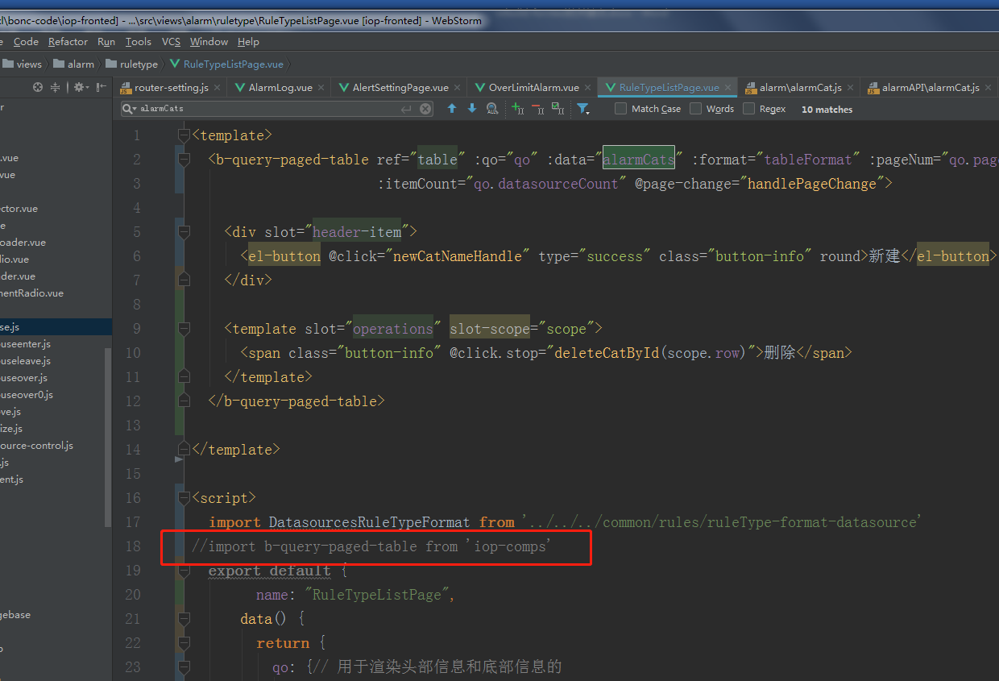 l\bonc-code\iop-fronted] - ...\src\views\alarm\ruletype\RuleTypeListPage.vue [iop-fronted] - WebStorm
e Code Refactor Run Tools VCS Window Help
views alarm ruletype RuleTypeListPage.vue
router-setting.js AlarmLog.vue AlertSettingPage.vue OverLimitAlarm.vue RuleTypeListPage.vue alarm\alarmCat.js alarmAPI\alarmCat.js
alarmCats Match Case Words Regex 10 matches
r
.vue
vue
ector.vue
e
oader.vue
dio.vue
der.vue
mentRadio.vue
se.js
useenter.js
useleave.js
useover.js
useover0.js
ve.js
ize.js
ource-control.js
.js
ent.js
gebase
o
1 <template>
2 <b-query-paged-table ref="table" :qo="qo" :data="alarmCats" :format="tableFormat" :pageNum="qo.page
3 :itemCount="qo.datasourceCount" @page-change="handlePageChange">
4
5 <div slot="header-item">
6 <el-button @click="newCatNameHandle" type="success" class="button-info" round>新建</el-button>
7 </div>
8
9 <template slot="operations" slot-scope="scope">
10 <span class="button-info" @click.stop="deleteCatById(scope.row)">删除</span>
11 </template>
12 </b-query-paged-table>
13
14 </template>
15
16 <script>
17 import DatasourcesRuleTypeFormat from '../../../common/rules/ruleType-format-datasource'
18 //import b-query-paged-table from 'iop-comps'
19 export default {
20 name: "RuleTypeListPage",
21 data() {
22 return {
23 qo: {// 用于渲染头部信息和底部信息的